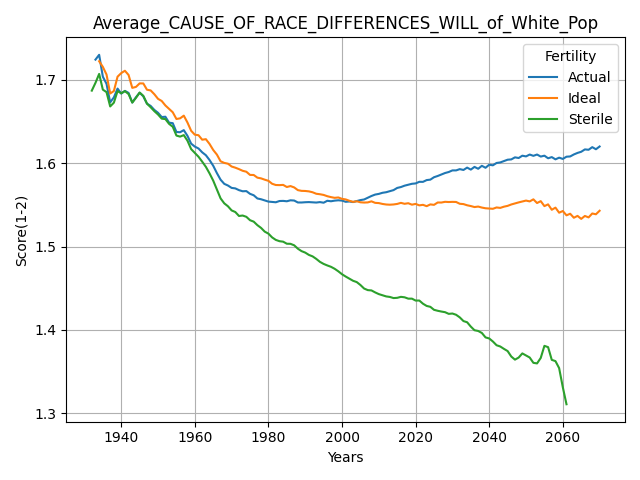 Average_CAUSE_OF_RACE_DIFFERENCES_WILL_of_White_Pop
Fertility
Actual
Ideal
Sterile
Score(1-2)
1.7
1.6
1.5
1.4
1.3
1940 1960 1980 2000 2020 2040 2060
Years